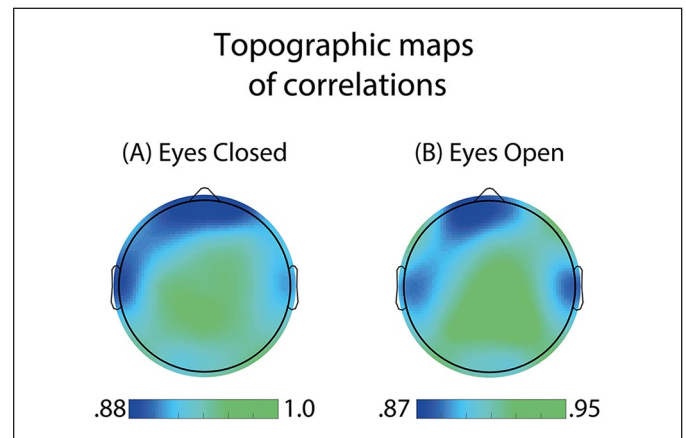 Topographic maps
of correlations
(A) Eyes Closed
(B) Eyes Open
.88 1.0
.87 .95